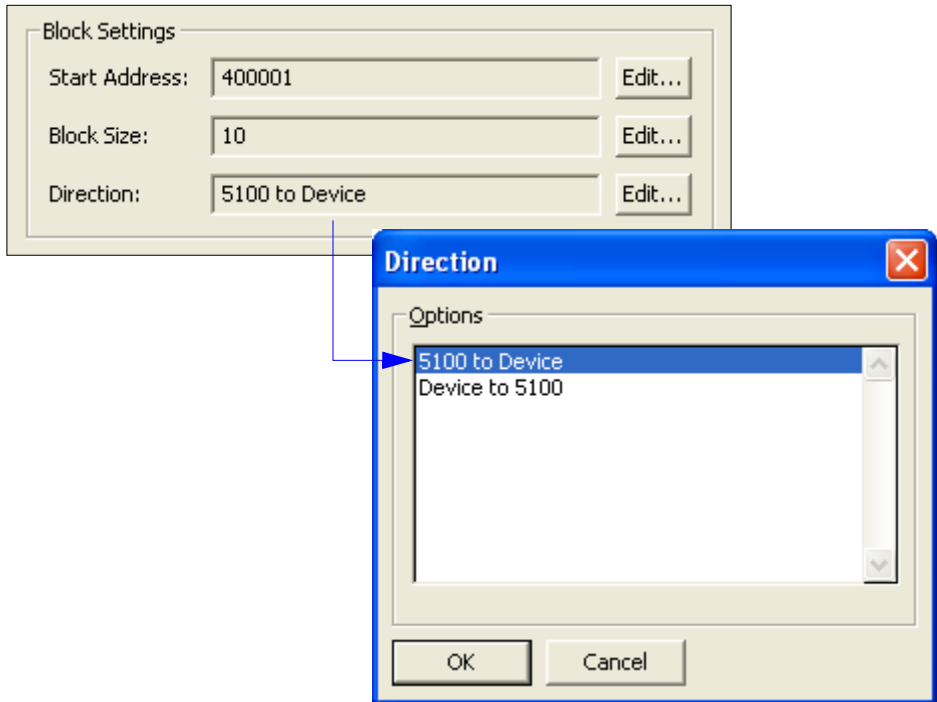 Block Settings
Start Address: 400001 Edit...
Block Size: 10 Edit...
Direction: 5100 to Device Edit...
Direction
Options
5100 to Device
Device to 5100
OK Cancel